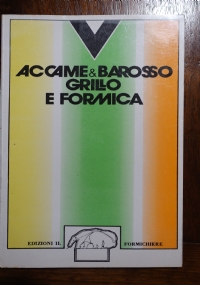 ACCAME & BAROSSO
GRILLO
E FORMICA
EDIZIONI IL FORMICHIERE